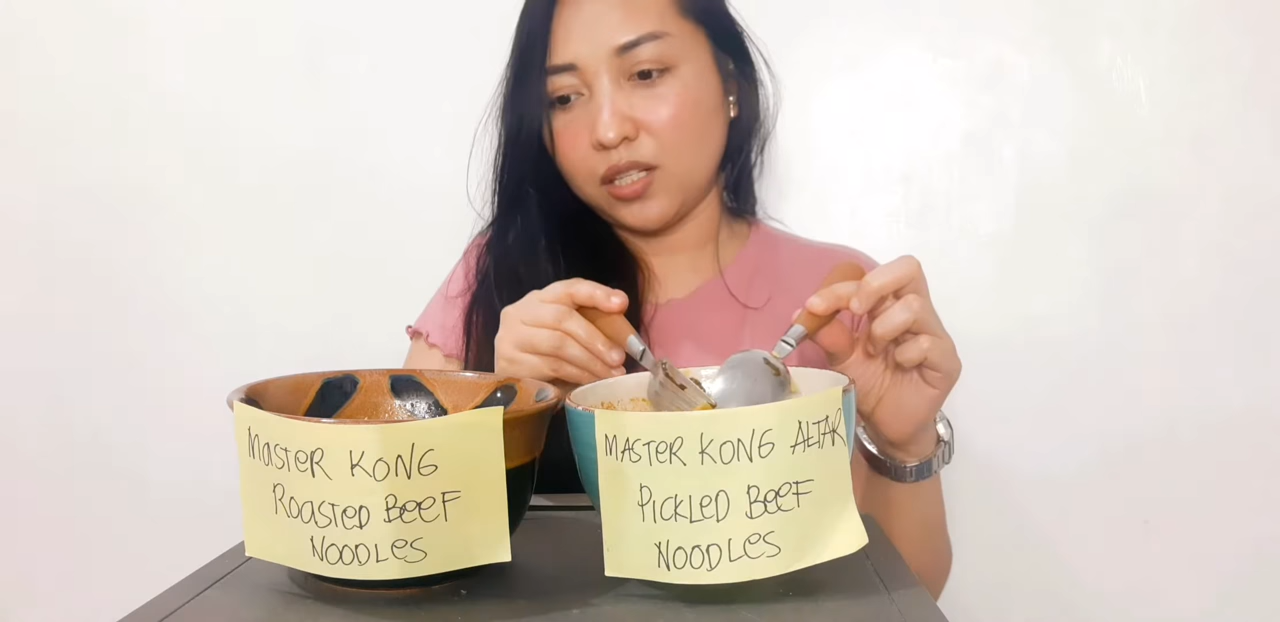 Master Kong
Roasted Beef
Noodles
Master Kong Altar
Pickled Beef
Noodles